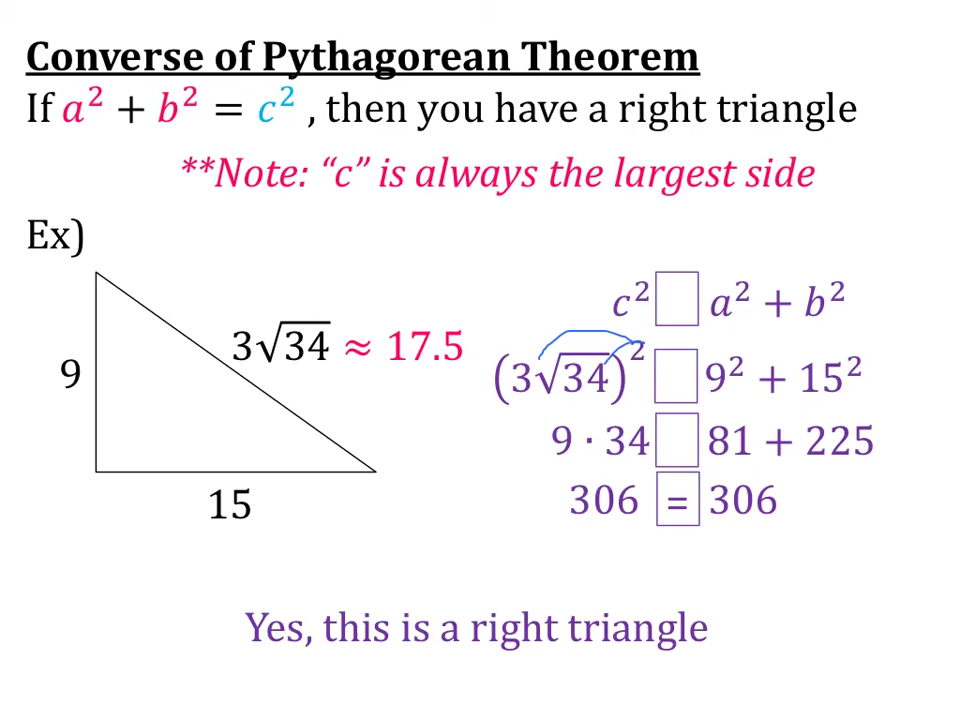 Converse of Pythagorean Theorem
If a² + b² = c² , then you have a right triangle
**Note: “c” is always the largest side
Ex)
9
3√34 ≈ 17.5
15
c² □ a² + b²
(3√34)² □ 9² + 15²
9 · 34 □ 81 + 225
306 = 306
Yes, this is a right triangle